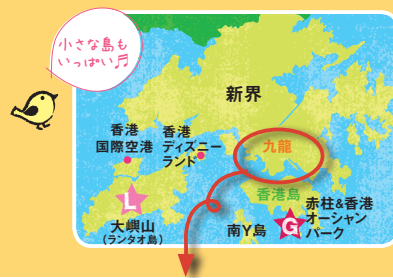 小さな島も
いっぱい♬
新界
香港
国際空港
香港
ディズニー
ランド
九龍
香港島
L
大嶼山
(ランタオ島)
南Y島
G
赤柱&香港
オーシャン
パーク